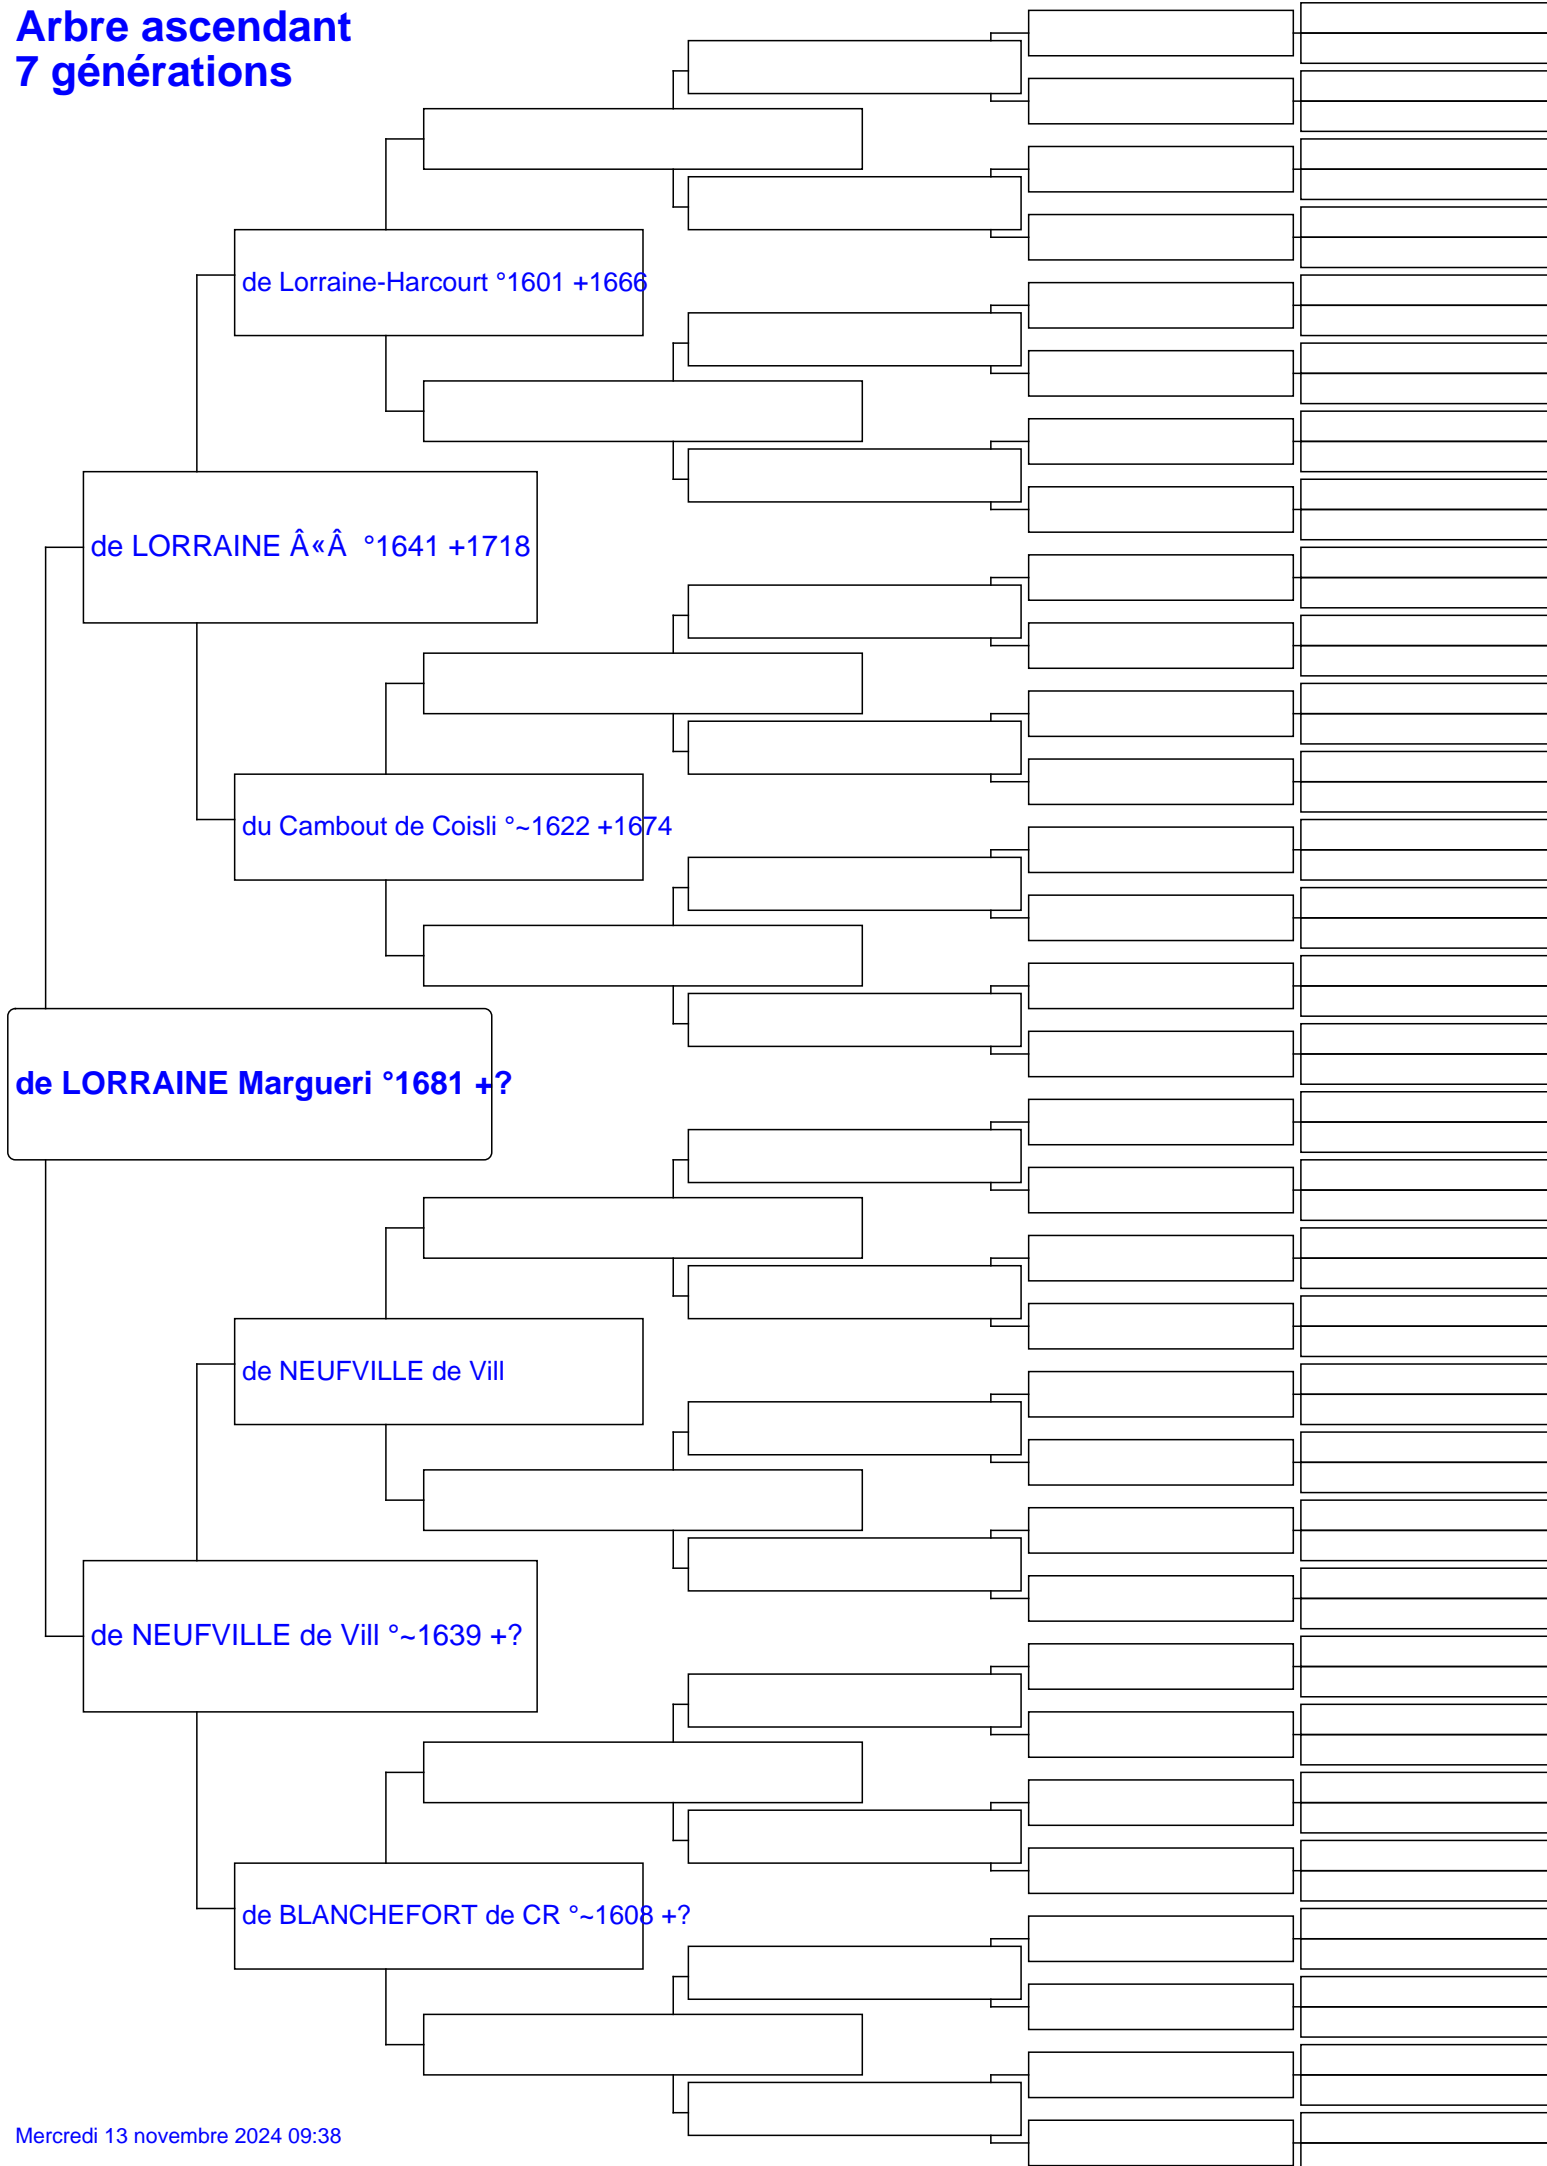 Arbre ascendant
7 générations
de Lorraine-Harcourt °1601 +1666
de LORRAINE Â«Â  °1641 +1718
du Cambout de Coisli °~1622 +1674
de LORRAINE Margueri °1681 +?
de NEUFVILLE de Vill
de NEUFVILLE de Vill °~1639 +?
de BLANCHEFORT de CR °~1608 +?
Mercredi 13 novembre 2024 09:38